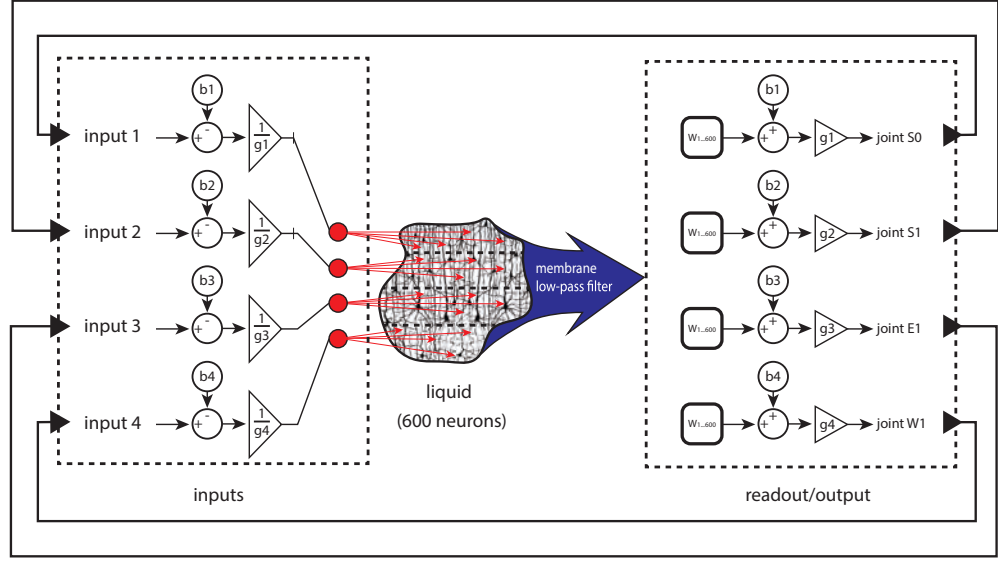 b1
input 1
+
-
1
g1
b2
input 2
+
-
1
g2
b3
input 3
+
-
1
g3
b4
input 4
+
-
1
g4
inputs
liquid
(600 neurons)
membrane
low-pass filter
b1
W1...600
+
+
g1
joint S0
b2
W1...600
+
+
g2
joint S1
b3
W1...600
+
+
g3
joint E1
b4
W1...600
+
+
g4
joint W1
readout/output